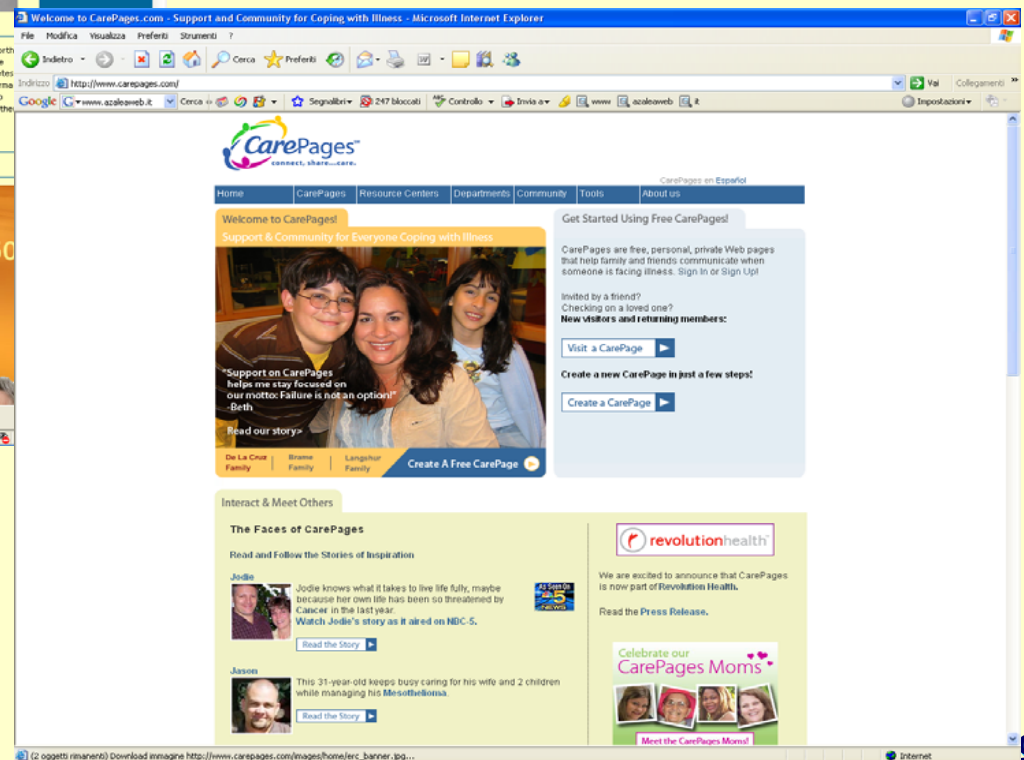 Welcome to CarePages.com - Support and Community for Coping with Illness - Microsoft Internet Explorer
File Modifica Visualizza Preferiti Strumenti ?
Indietro Cerca Preferiti
Indirizzo http://www.carepages.com/ Vai Collegamenti »
Google www.azaleaweb.it Cerca Segnalibri 247 bloccati Controllo Invia a www azaleaweb it Impostazioni
CarePages™
connect, share...care.
CarePages en Español
Home CarePages Resource Centers Departments Community Tools About us
Welcome to CarePages!
Support & Community for Everyone Coping with Illness
"Support on CarePages
helps me stay focused on
our motto: Failure is not an option!"
-Beth
Read our story>
De La Cruz Family
Brame Family
Langshur Family
Create A Free CarePage
Get Started Using Free CarePages!
CarePages are free, personal, private Web pages
that help family and friends communicate when
someone is facing illness. Sign In or Sign Up!
Invited by a friend?
Checking on a loved one?
New visitors and returning members:
Visit a CarePage
Create a new CarePage in just a few steps!
Create a CarePage
Interact & Meet Others
The Faces of CarePages
Read and Follow the Stories of Inspiration
Jodie
Jodie knows what it takes to live life fully, maybe
because her own life has been so threatened by
Cancer in the last year.
Watch Jodie's story as it aired on NBC-5.
As Seen On
5
NEWS
Read the Story
Jason
This 31-year-old keeps busy caring for his wife and 2 children
while managing his Mesothelioma.
Read the Story
revolutionhealth™
We are excited to announce that CarePages
is now part of Revolution Health.
Read the Press Release.
Celebrate our
CarePages Moms
Meet the CarePages Moms!
(2 oggetti rimanenti) Download immagine http://www.carepages.com/images/home/erc_banner.jpg... Internet